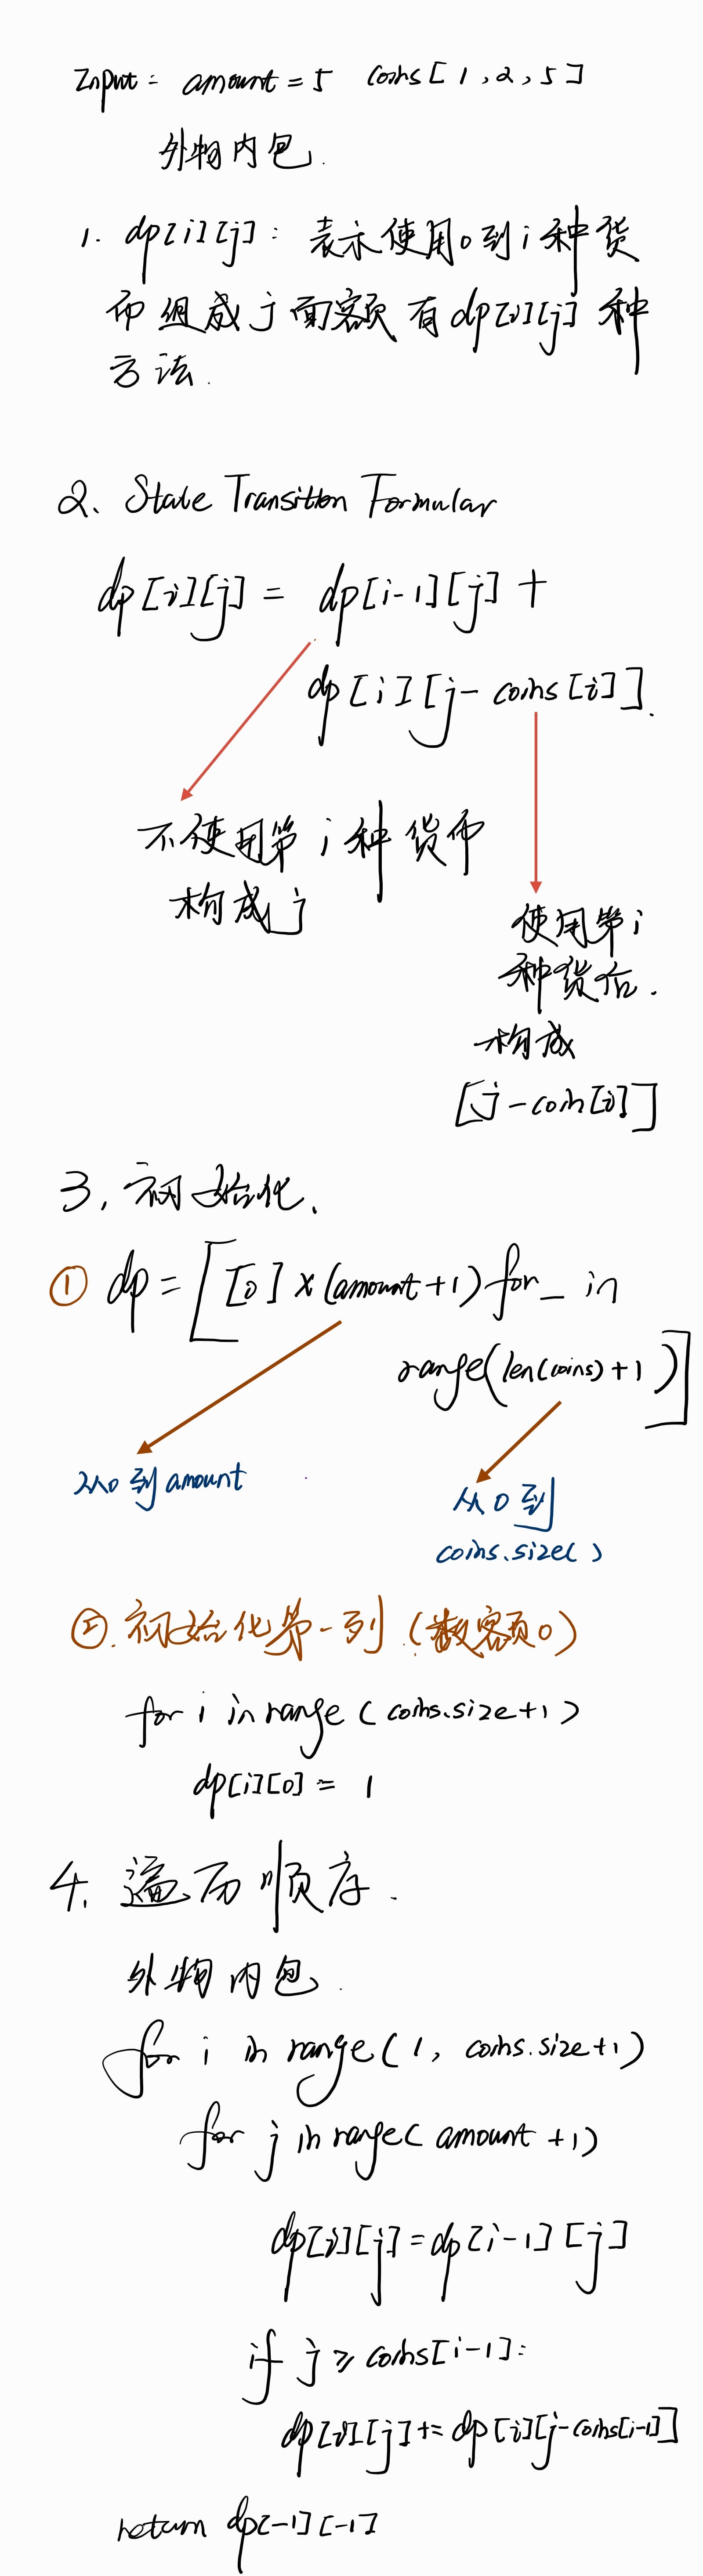 Input: amount = 5 coins [1, 2, 5]
外物内包.
1. dp[i][j]: 表示使用0到i种货
币组成j面额有dp[i][j]种
方法.
2、State Transition Formular
dp[i][j] = dp[i-1][j] +
dp[i][j- coins[i]].
不使用第i种货币
构成j
使用第i
种货币.
构成
[j-coin[i]]
3、初始化.
① dp = [[0] × (amount+1) for _ in
range(len(coins)+1)]
从0到amount
从0到
coins.size()
②.初始化第一列.(数额0)
for i in range (coins.size+1)
dp[i][0] = 1
4. 遍历顺序.
外物内包.
for i in range(1, coins.size+1)
for j in range( amount +1)
dp[i][j] = dp[i-1][j]
if j ≥ coins[i-1]:
dp[i][j] += dp[i][j-coins[i-1]]
return dp[-1][-1]